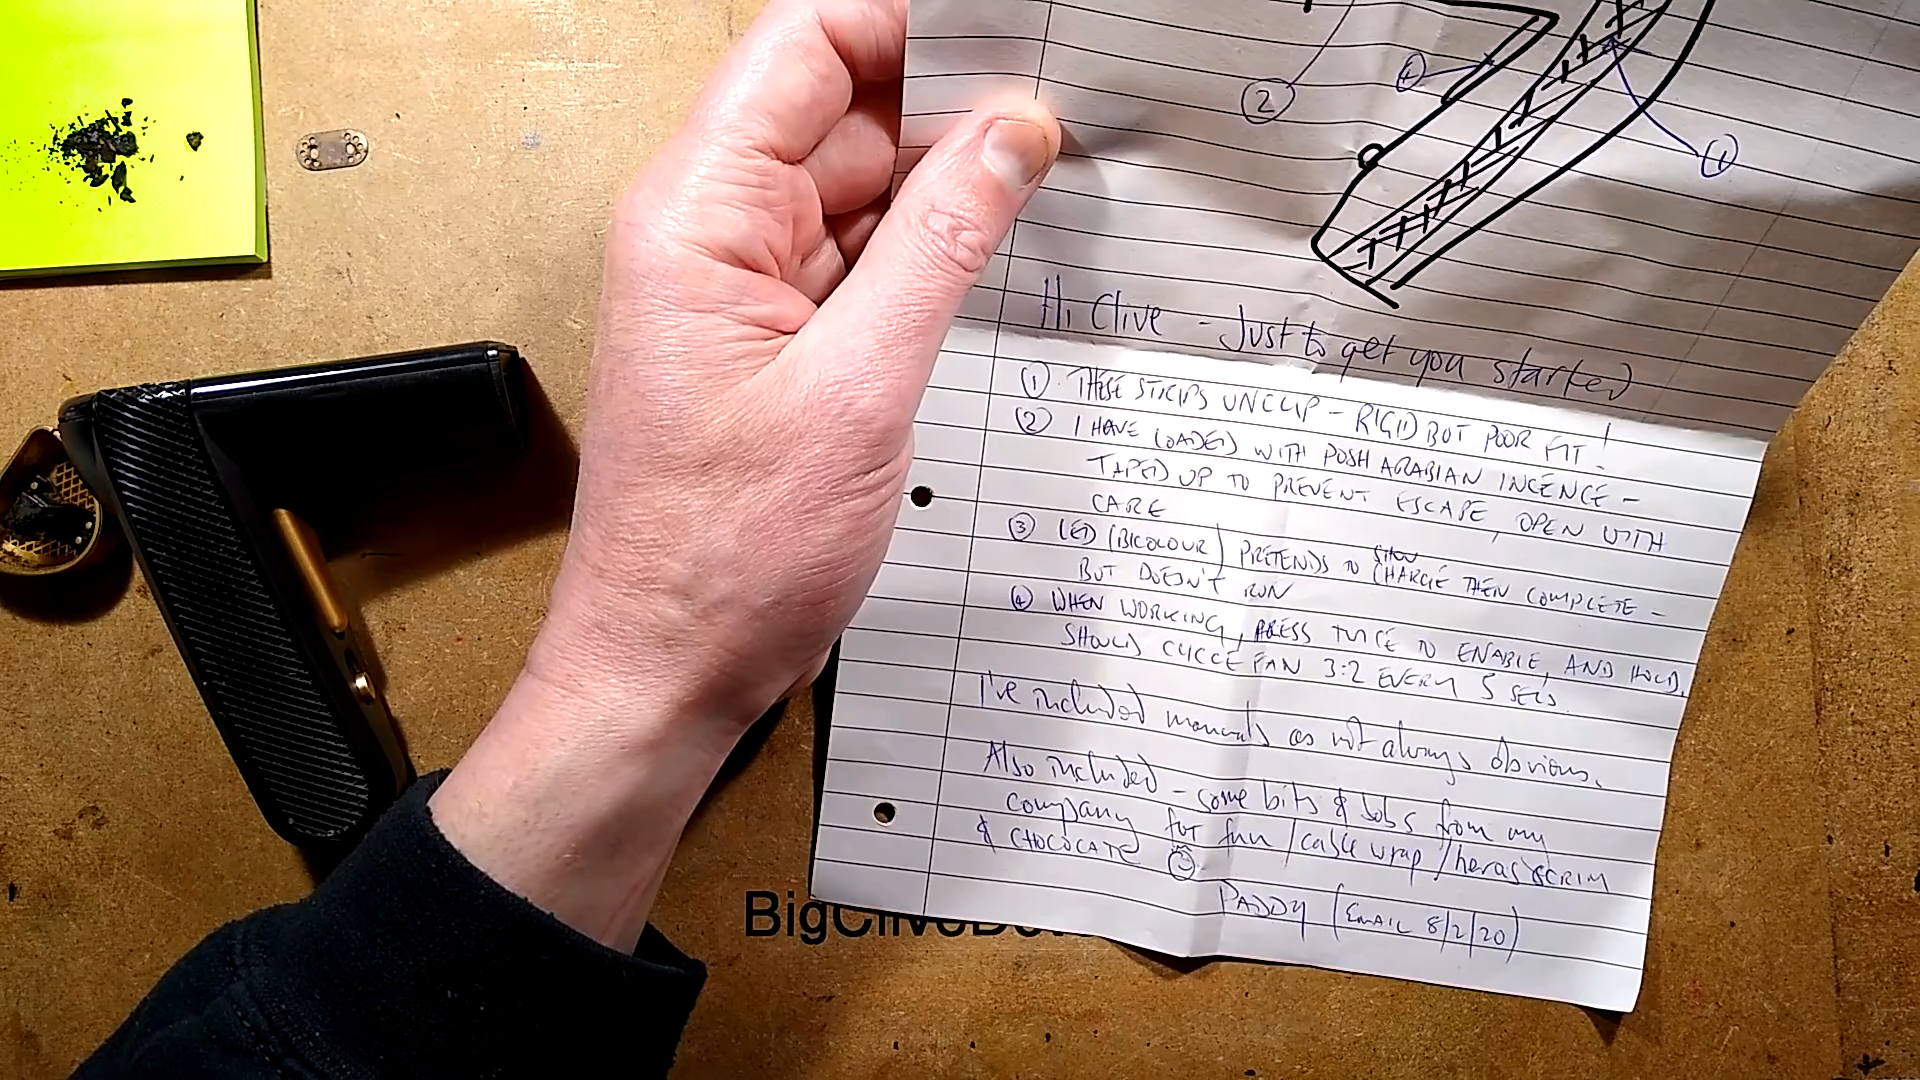 2
4
1
Hi Clive - Just to get you started
① THESE STRIPS UNCLIP - RIGID BUT POOR FIT!
② I HAVE LOADED WITH POSH ARABIAN INCENCE -
TAPED UP TO PREVENT ESCAPE, OPEN WITH
CARE
③ LED (BICOLOUR) PRETENDS TO SHOW CHARGE THEN COMPLETE -
BUT DOESN'T RUN
④ WHEN WORKING, PRESS TWICE TO ENABLE, AND HOLD,
SHOULD CYCLE FAN 3:2 EVERY 5 SECS.
I've included manuals as not always obvious.
Also included - some bits & bobs from my
company for fun / cable wrap / heras scrim
& CHOCOLATE
PADDY (EMAIL 8/2/20)
BigClive